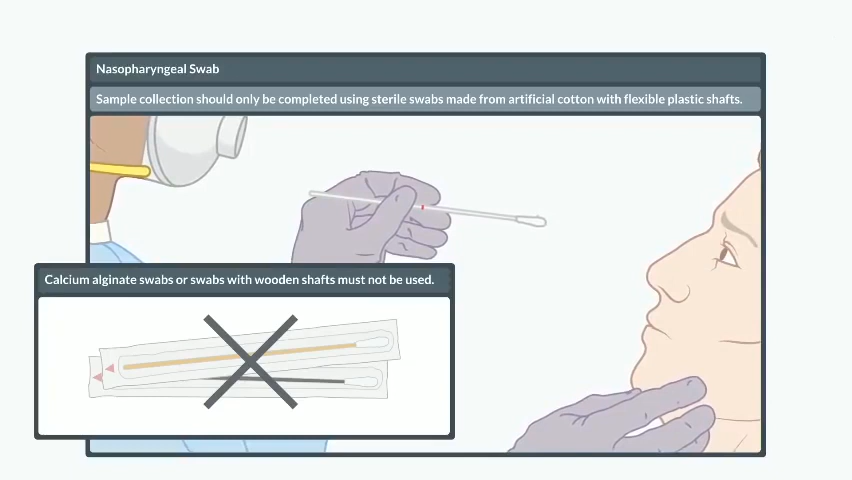 Nasopharyngeal Swab
Sample collection should only be completed using sterile swabs made from artificial cotton with flexible plastic shafts.
Calcium alginate swabs or swabs with wooden shafts must not be used.